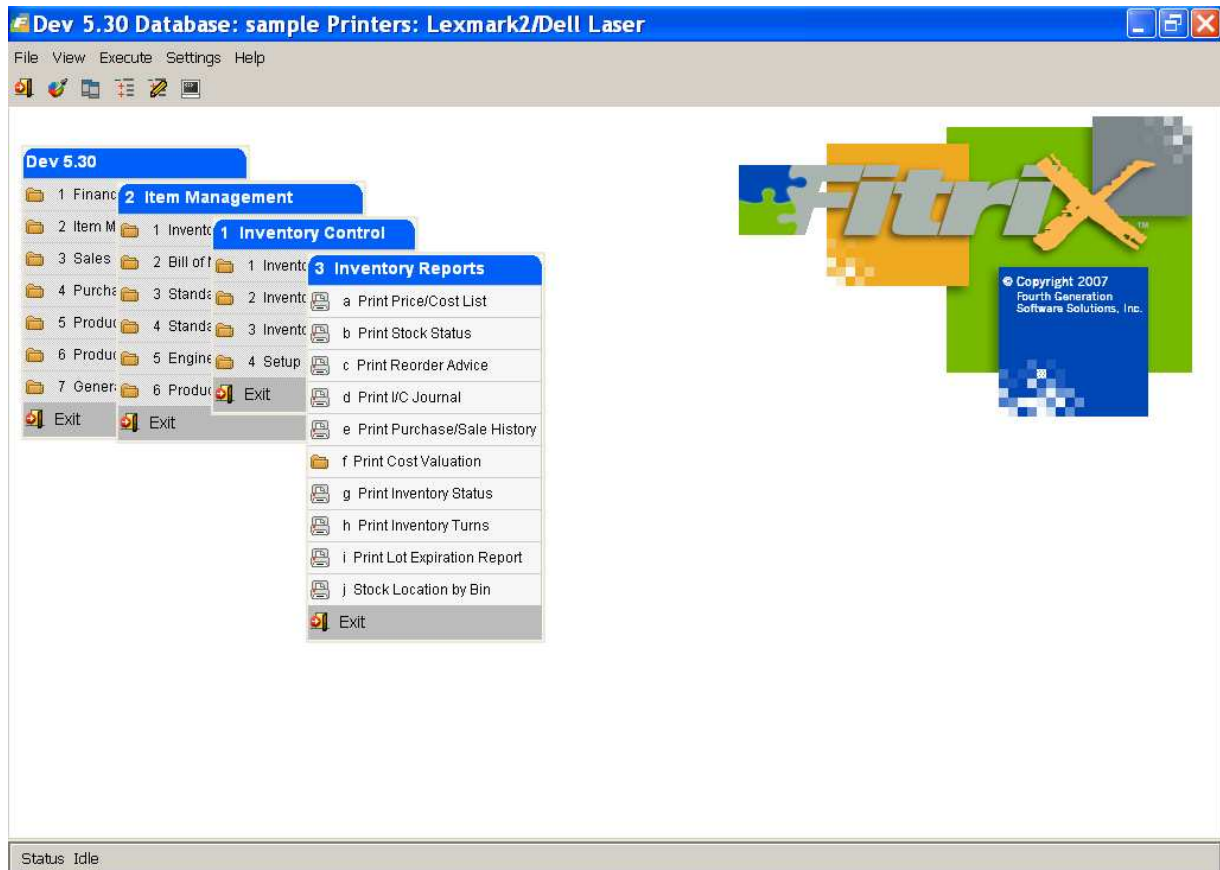 Dev 5.30 Database: sample Printers: Lexmark2/Dell Laser
File View Execute Settings Help
Dev 5.30
1 Financ
2 Item M
3 Sales
4 Purcha
5 Produc
6 Produc
7 Genera
Exit
2 Item Management
1 Invento
2 Bill of M
3 Standa
4 Standa
5 Engine
6 Produc
Exit
1 Inventory Control
1 Invento
2 Invento
3 Invento
4 Setup
Exit
3 Inventory Reports
a Print Price/Cost List
b Print Stock Status
c Print Reorder Advice
d Print I/C Journal
e Print Purchase/Sale History
f Print Cost Valuation
g Print Inventory Status
h Print Inventory Turns
i Print Lot Expiration Report
j Stock Location by Bin
Exit
Fitrix
TM
© Copyright 2007
Fourth Generation
Software Solutions, Inc.
Status Idle